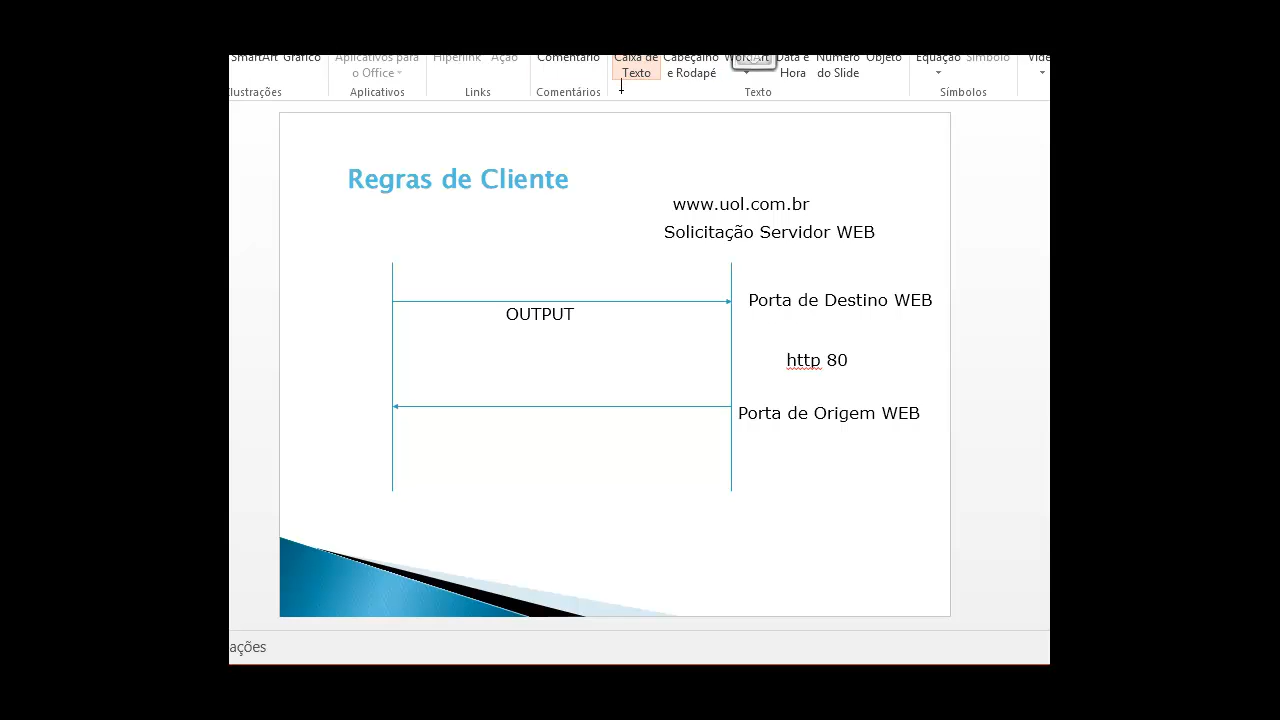 SmartArt Gráfico
Aplicativos para
o Office
Hiperlink Ação
Comentário
Caixa de
Texto
Cabeçalho
e Rodapé
WordArt
Data e
Hora
Número
do Slide
Objeto
Equação Símbolo
lustrações
Aplicativos
Links
Comentários
Texto
Símbolos
Regras de Cliente
www.uol.com.br
Solicitação Servidor WEB
Porta de Destino WEB
OUTPUT
http 80
Porta de Origem WEB
ações